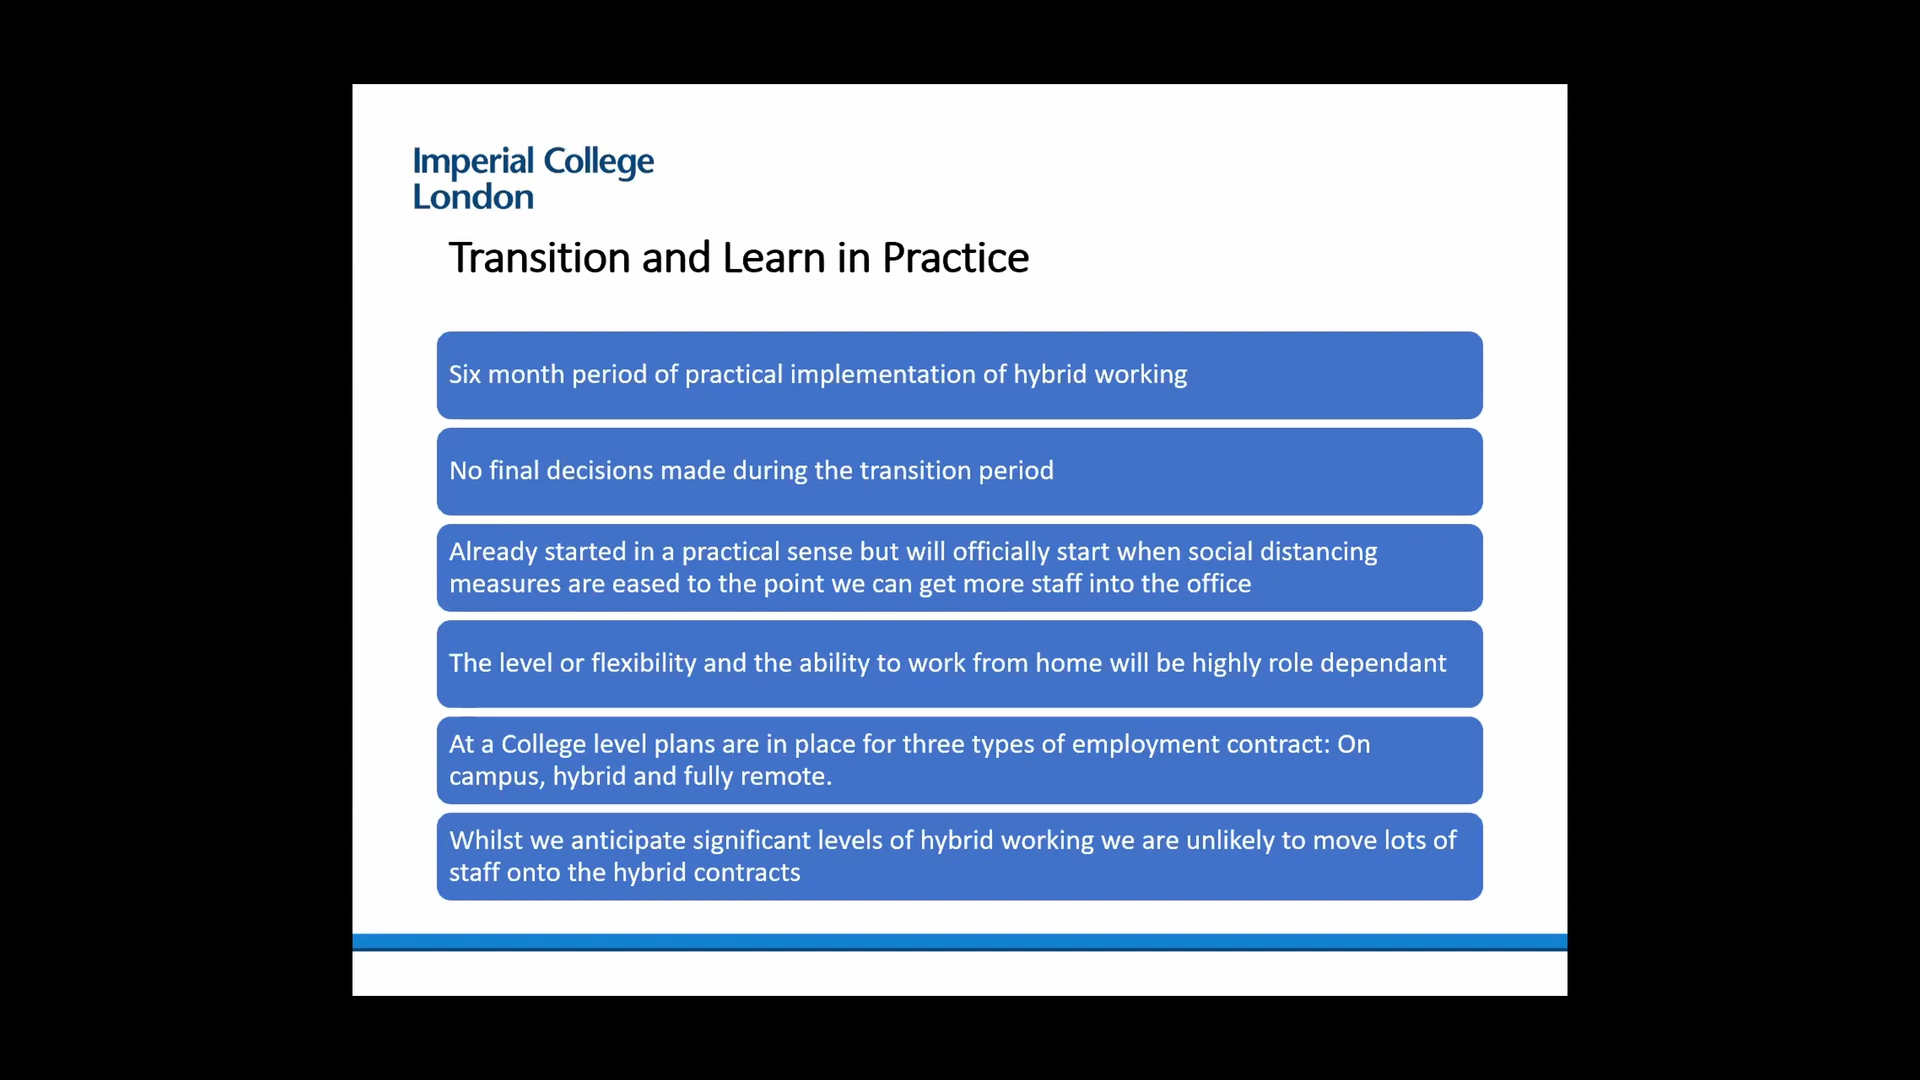 Imperial College
London
Transition and Learn in Practice
Six month period of practical implementation of hybrid working
No final decisions made during the transition period
Already started in a practical sense but will officially start when social distancing
measures are eased to the point we can get more staff into the office
The level or flexibility and the ability to work from home will be highly role dependant
At a College level plans are in place for three types of employment contract: On
campus, hybrid and fully remote.
Whilst we anticipate significant levels of hybrid working we are unlikely to move lots of
staff onto the hybrid contracts